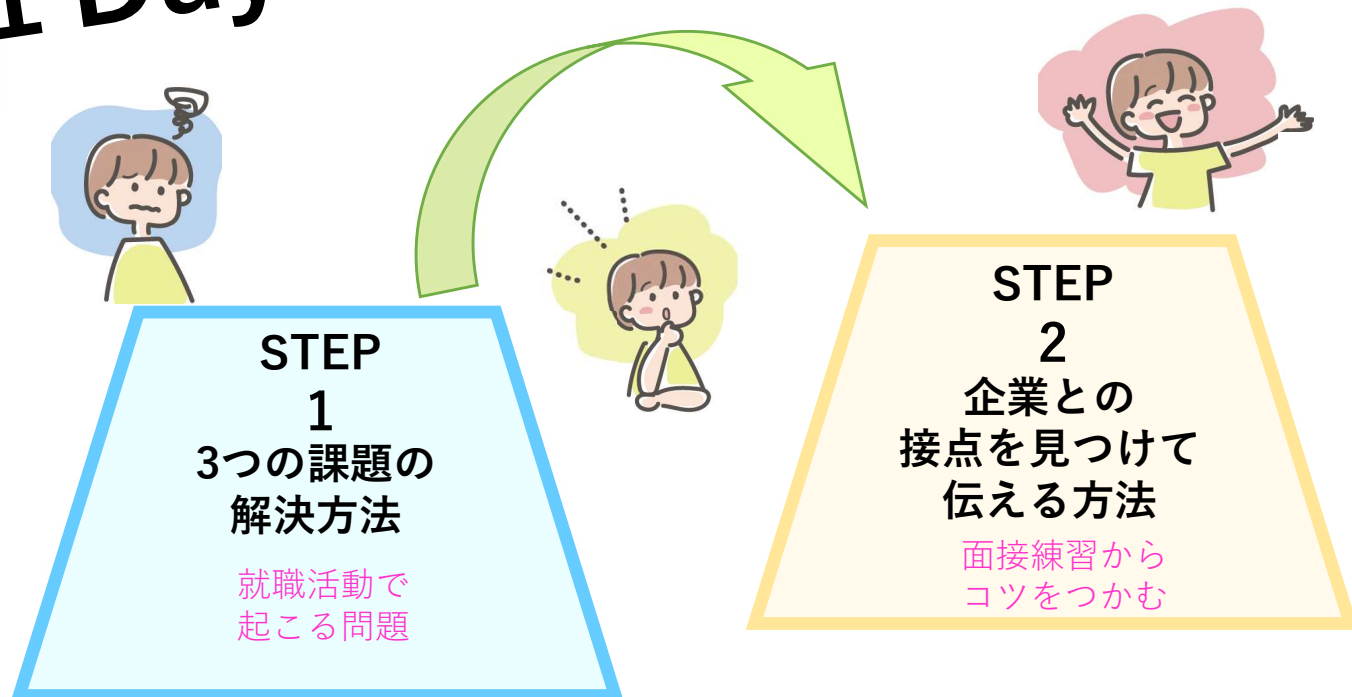 1 Day
STEP
1
3つの課題の
解決方法
就職活動で
起こる問題
STEP
2
企業との
接点を見つけて
伝える方法
面接練習から
コツをつかむ